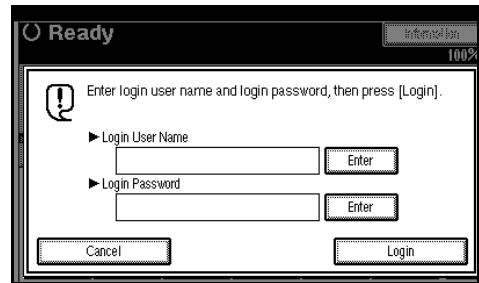 Ready
Information
100%
Enter login user name and login password, then press [Login].
Login User Name
Enter
Login Password
Enter
Cancel
Login